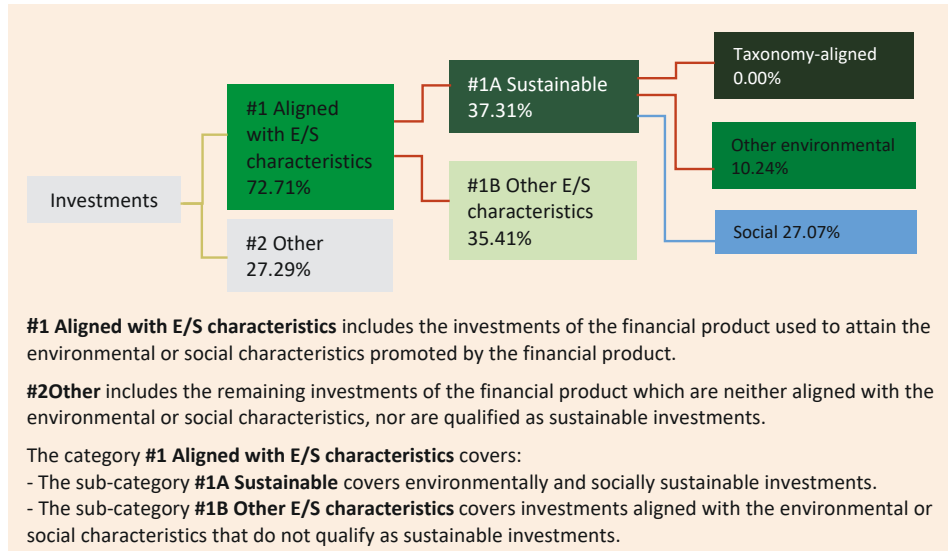 Investments
#1 Aligned
with E/S
characteristics
72.71%
#2 Other
27.29%
#1A Sustainable
37.31%
#1B Other E/S
characteristics
35.41%
Taxonomy-aligned
0.00%
Other environmental
10.24%
Social 27.07%
#1 Aligned with E/S characteristics includes the investments of the financial product used to attain the
environmental or social characteristics promoted by the financial product.
#2Other includes the remaining investments of the financial product which are neither aligned with the
environmental or social characteristics, nor are qualified as sustainable investments.
The category #1 Aligned with E/S characteristics covers:
- The sub-category #1A Sustainable covers environmentally and socially sustainable investments.
- The sub-category #1B Other E/S characteristics covers investments aligned with the environmental or
social characteristics that do not qualify as sustainable investments.